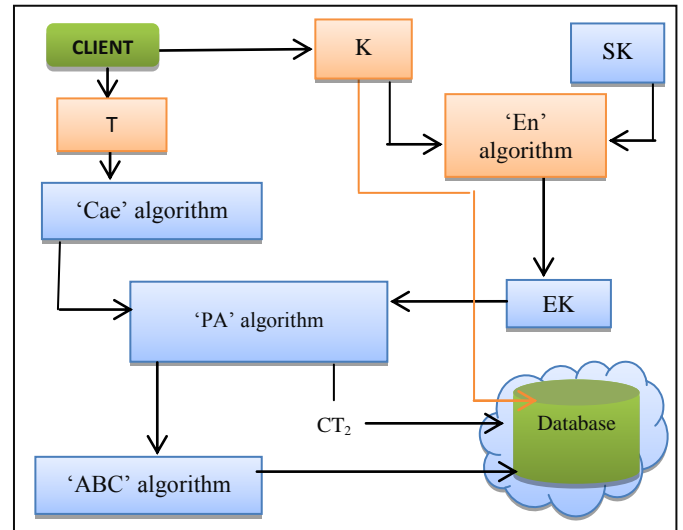 CLIENT
K
SK
T
‘En’
algorithm
‘Cae’ algorithm
‘PA’ algorithm
EK
CT₂
Database
‘ABC’ algorithm